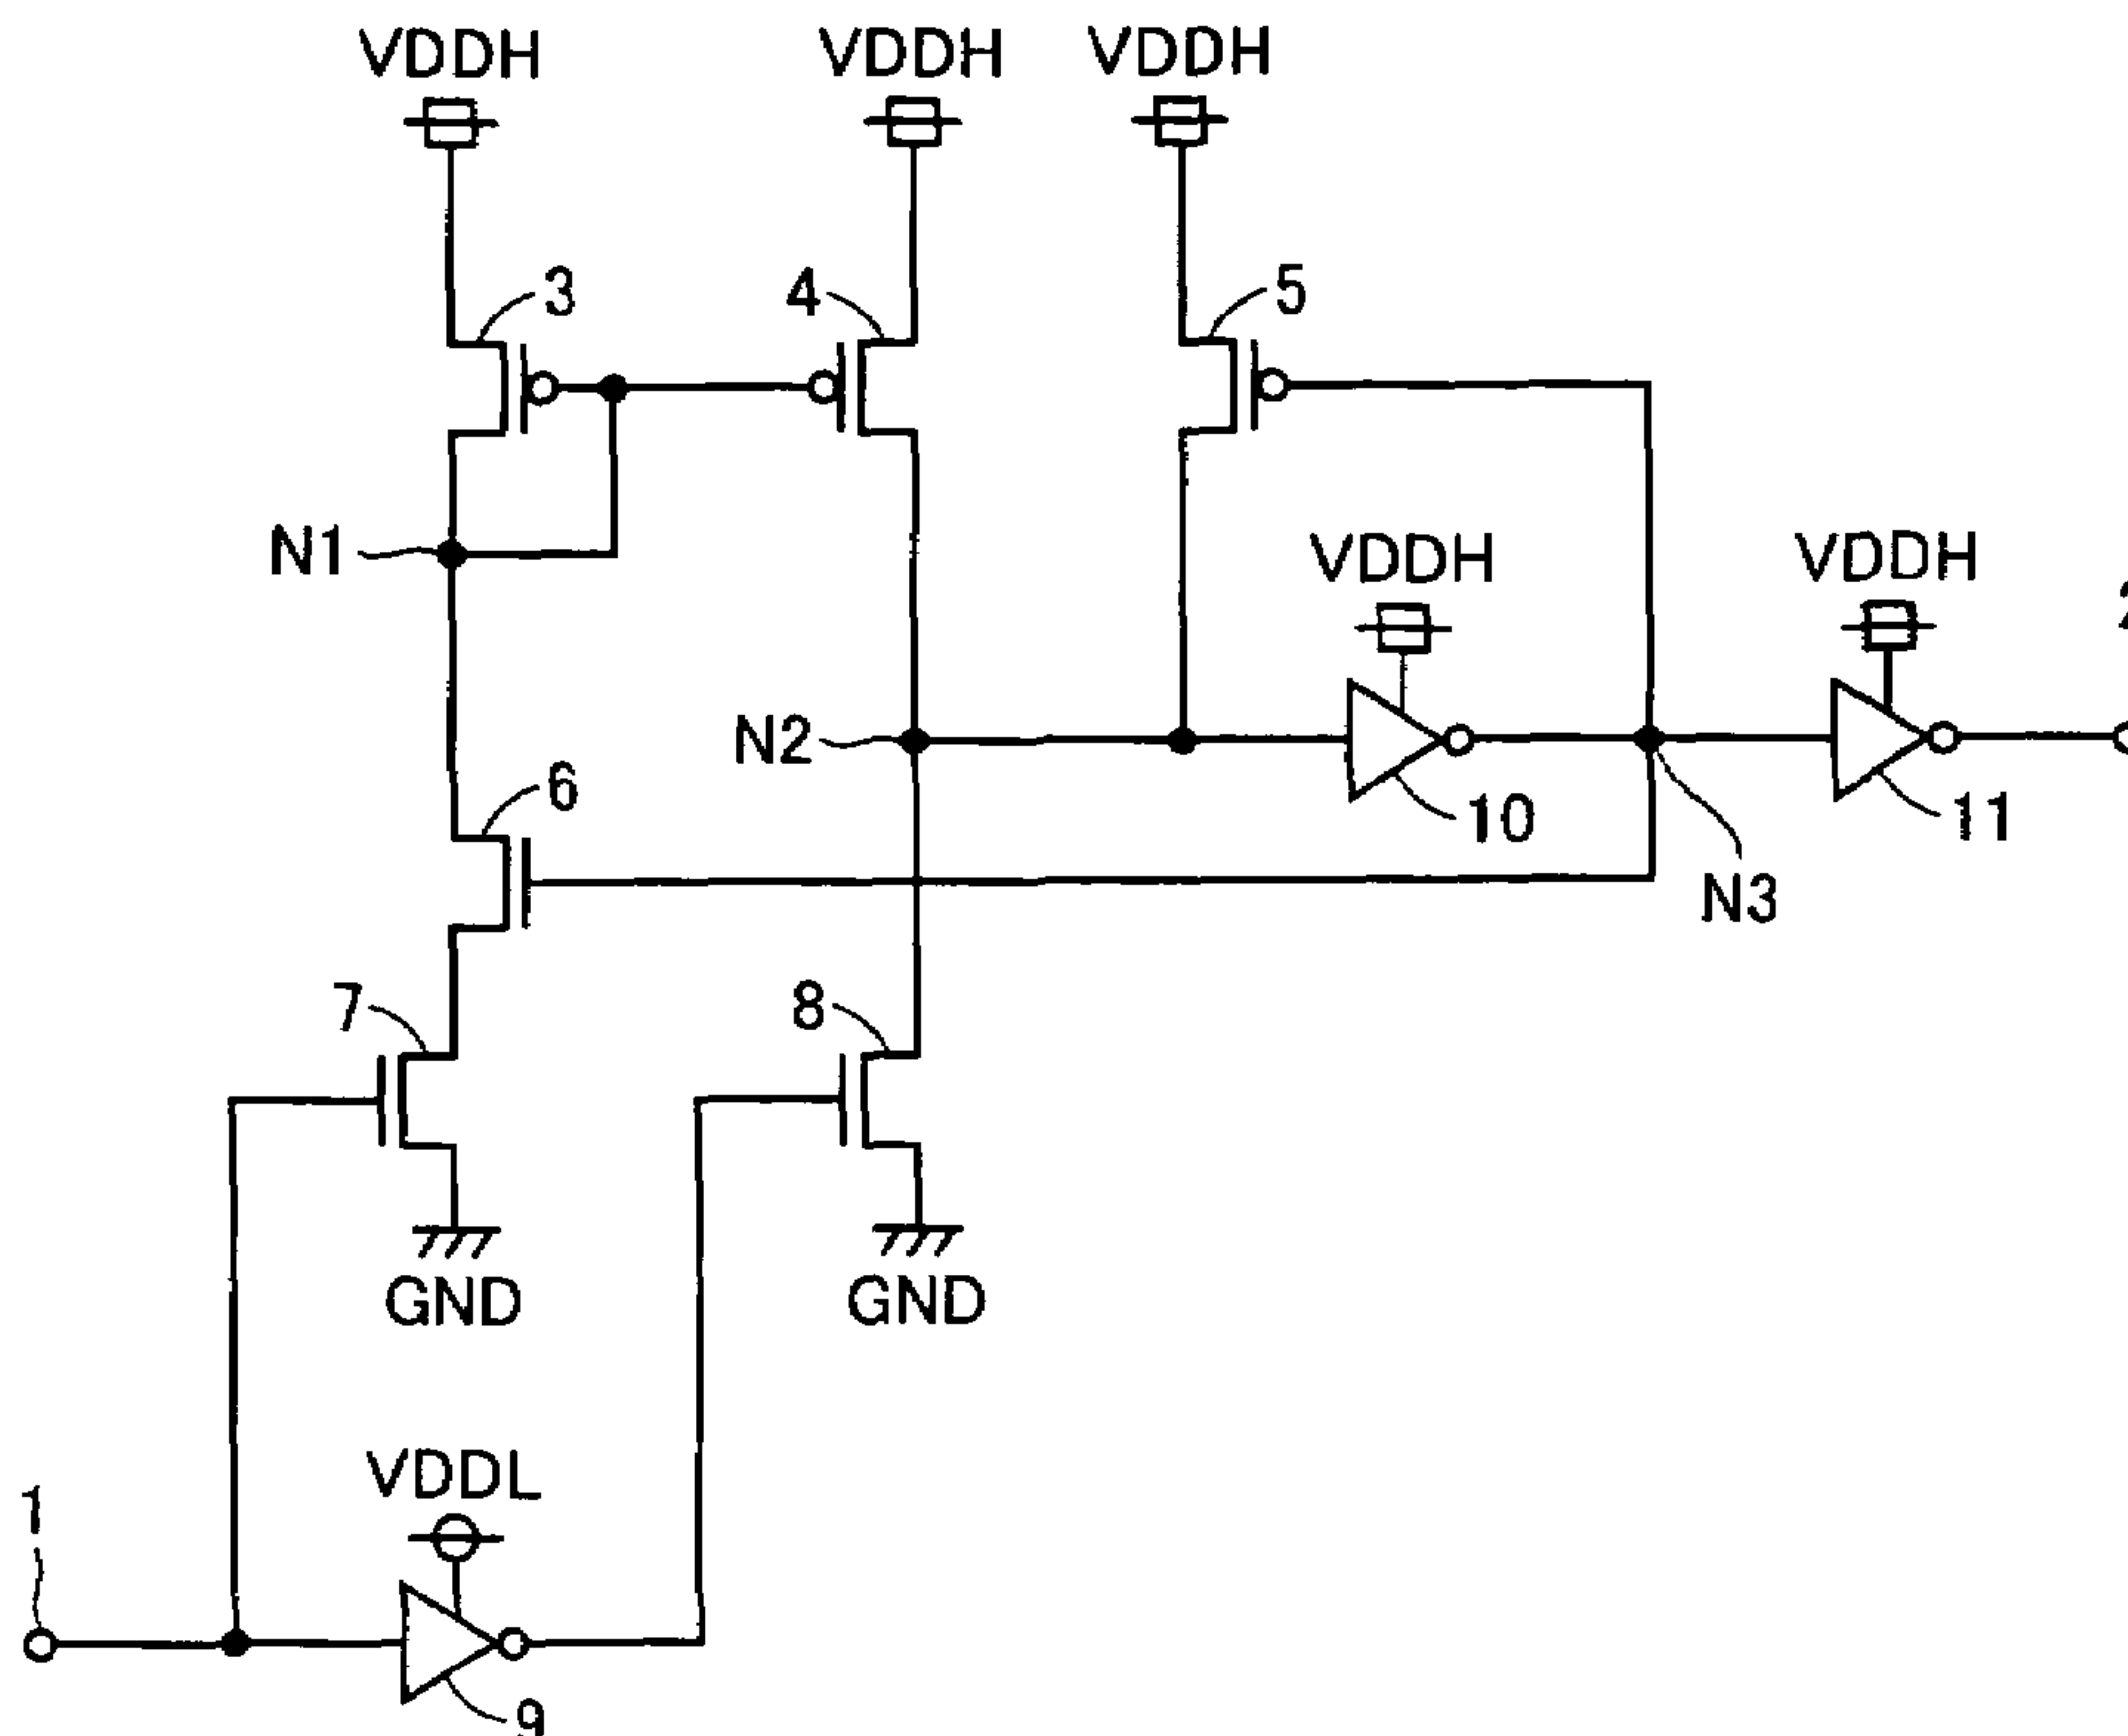 VDDH VDDH VDDH
3 4 5
N1 VDDH VDDH
N2
6 10 11
N3
7 8
GND GND
VDDL
1
9